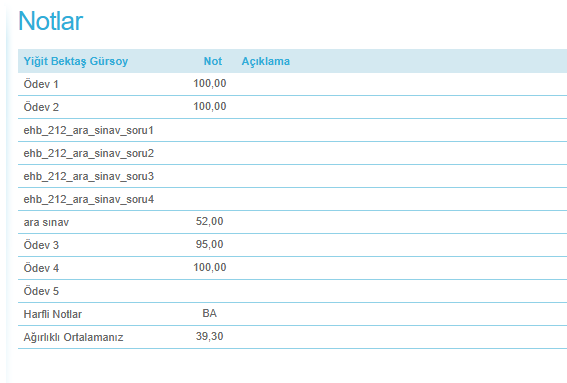 Notlar
Yiğit Bektaş Gürsoy Not Açıklama
Ödev 1 100,00
Ödev 2 100,00
ehb_212_ara_sinav_soru1
ehb_212_ara_sinav_soru2
ehb_212_ara_sinav_soru3
ehb_212_ara_sinav_soru4
ara sınav 52,00
Ödev 3 95,00
Ödev 4 100,00
Ödev 5
Harfli Notlar BA
Ağırlıklı Ortalamanız 39,30